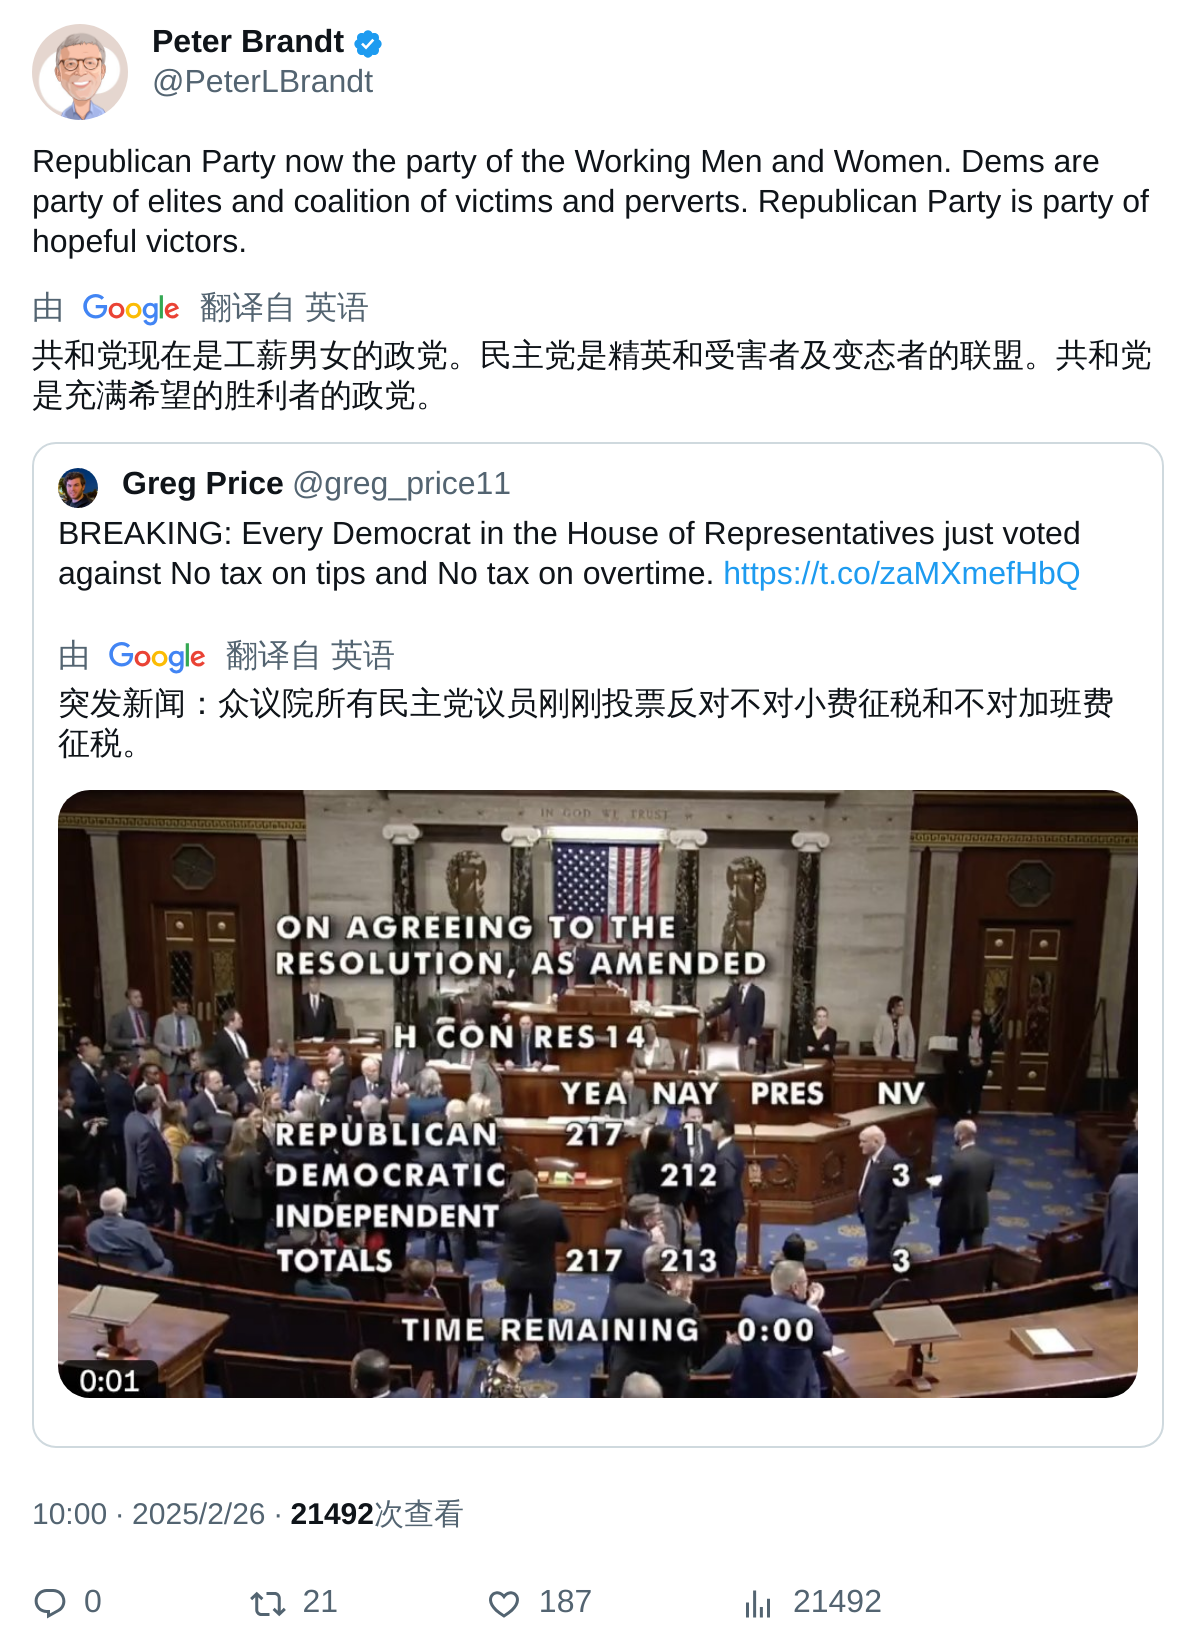 Peter Brandt
@PeterLBrandt
Republican Party now the party of the Working Men and Women. Dems are
party of elites and coalition of victims and perverts. Republican Party is party of
hopeful victors.
由 Google 翻译自 英语
共和党现在是工薪男女的政党。民主党是精英和受害者及变态者的联盟。共和党
是充满希望的胜利者的政党。
Greg Price @greg_price11
BREAKING: Every Democrat in the House of Representatives just voted
against No tax on tips and No tax on overtime. https://t.co/zaMXmefHbQ
由 Google 翻译自 英语
突发新闻：众议院所有民主党议员刚刚投票反对不对小费征税和不对加班费
征税。
IN GOD WE TRUST
ON AGREEING TO THE
RESOLUTION, AS AMENDED
H CON RES 14
YEA NAY PRES NV
REPUBLICAN 217 1
DEMOCRATIC 212 3
INDEPENDENT
TOTALS 217 213 3
TIME REMAINING 0:00
0:01
10:00 · 2025/2/26 · 21492次查看
0 21 187 21492